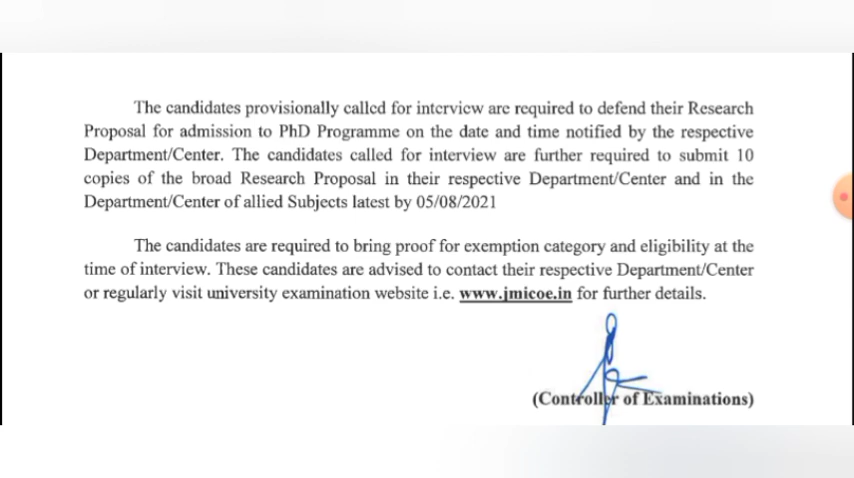 The candidates provisionally called for interview are required to defend their Research
Proposal for admission to PhD Programme on the date and time notified by the respective
Department/Center. The candidates called for interview are further required to submit 10
copies of the broad Research Proposal in their respective Department/Center and in the
Department/Center of allied Subjects latest by 05/08/2021
The candidates are required to bring proof for exemption category and eligibility at the
time of interview. These candidates are advised to contact their respective Department/Center
or regularly visit university examination website i.e. www.jmicoe.in for further details.
(Controller of Examinations)